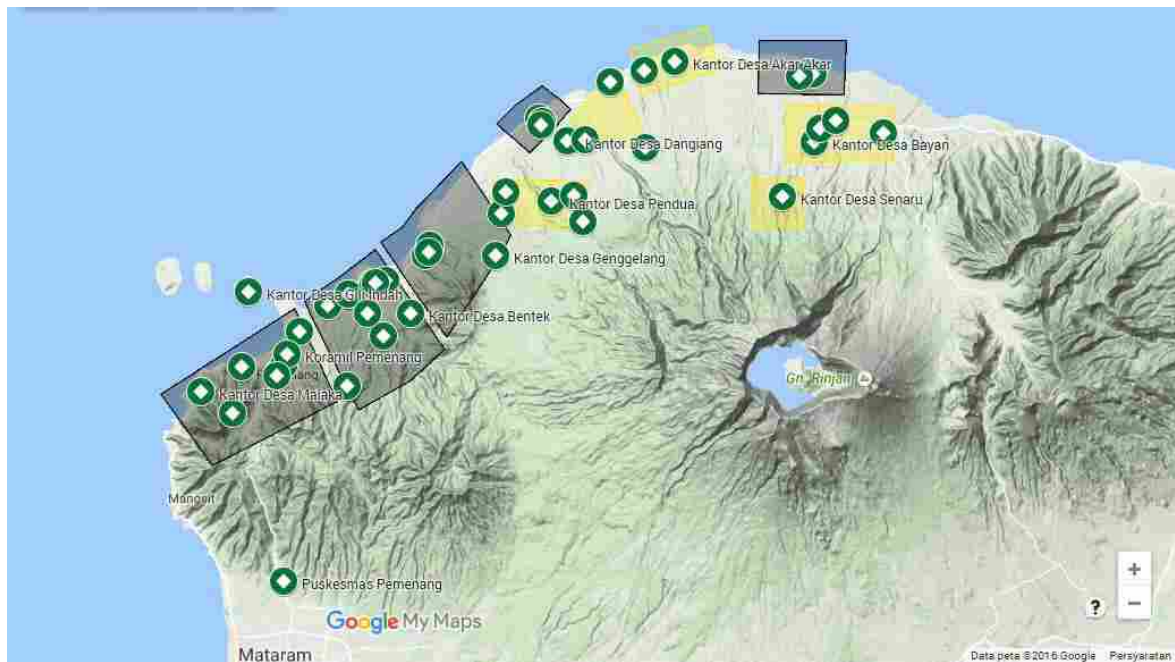 Kantor Desa Akar Akar
Kantor Desa Dangiang
Kantor Desa Bayan
Kantor Desa Pendua
Kantor Desa Senaru
Kantor Desa Genggelang
Kantor Desa Gili Indah
Kantor Desa Bentek
Koramil Pemenang
Gn. Rinjani
Kantor Desa Malaka
Mangsit
Puskesmas Pemenang
Google My Maps
Mataram
+
?
−
Data peta ©2016 Google Persyaratan